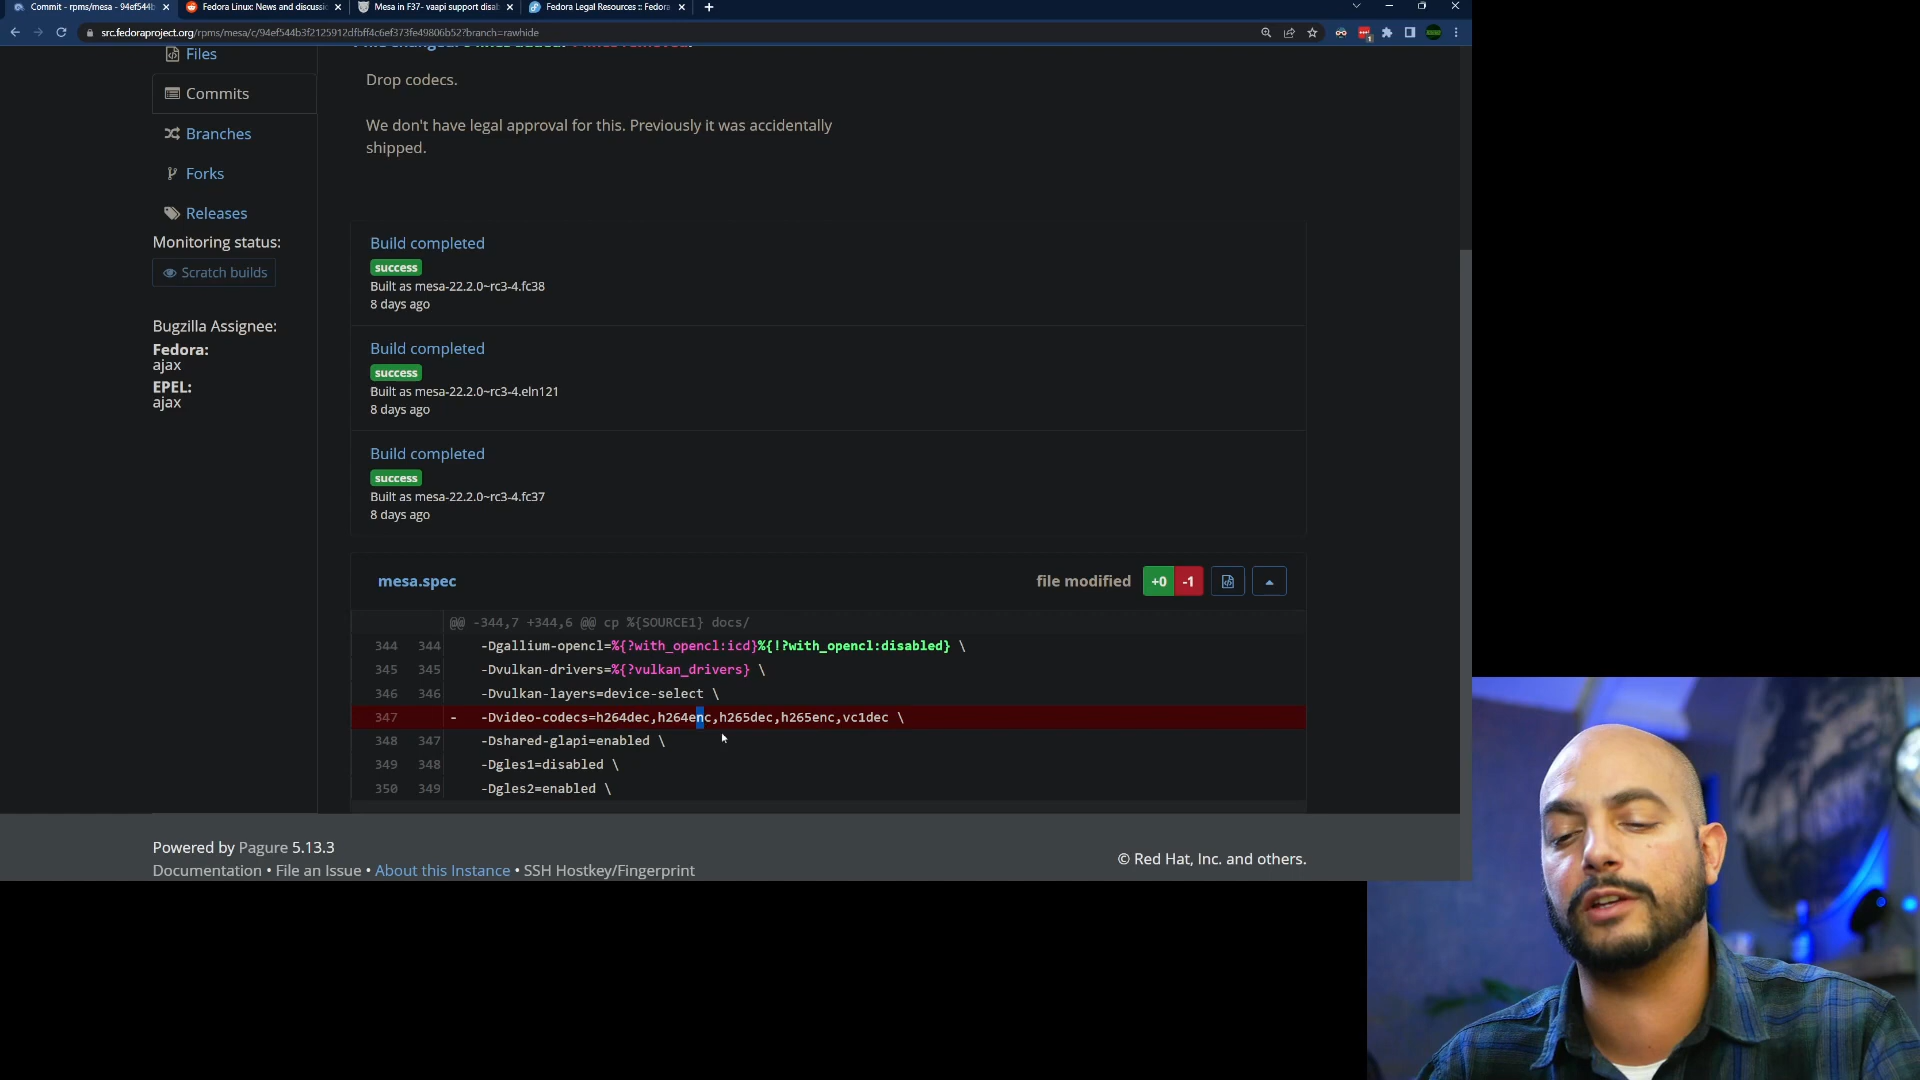 Commit - rpms/mesa - 94ef544b
Fedora Linux: News and discussi
Mesa in F37- vaapi support disa
Fedora Legal Resources :: Fedora
src.fedoraproject.org/rpms/mesa/c/94ef544b3f2125912dfbff4c6ef373fe49806b52?branch=rawhide
Files
Commits
Branches
Forks
Releases
Monitoring status:
Scratch builds
Bugzilla Assignee:
Fedora:
ajax
EPEL:
ajax
Drop codecs.
We don't have legal approval for this. Previously it was accidentally
shipped.
Build completed
success
Built as mesa-22.2.0~rc3-4.fc38
8 days ago
Build completed
success
Built as mesa-22.2.0~rc3-4.eln121
8 days ago
Build completed
success
Built as mesa-22.2.0~rc3-4.fc37
8 days ago
mesa.spec file modified +0 -1
@@ -344,7 +344,6 @@ cp %{SOURCE1} docs/
344 344 -Dgallium-opencl=%{?with_opencl:icd}%{!?with_opencl:disabled} \
345 345 -Dvulkan-drivers=%{?vulkan_drivers} \
346 346 -Dvulkan-layers=device-select \
347 - -Dvideo-codecs=h264dec,h264enc,h265dec,h265enc,vc1dec \
348 347 -Dshared-glapi=enabled \
349 348 -Dgles1=disabled \
350 349 -Dgles2=enabled \
Powered by Pagure 5.13.3
Documentation • File an Issue • About this Instance • SSH Hostkey/Fingerprint
© Red Hat, Inc. and others.